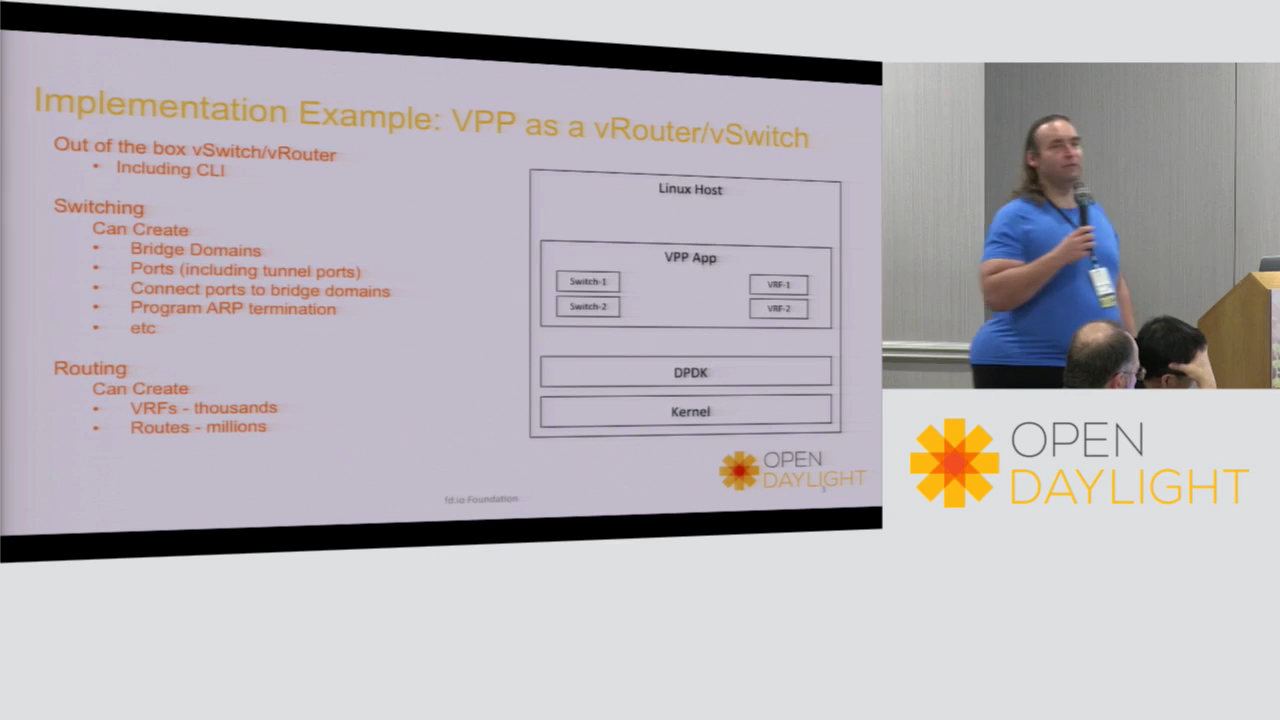 Implementation Example: VPP as a vRouter/vSwitch
Out of the box vSwitch/vRouter
• Including CLI
Switching
Can Create
• Bridge Domains
• Ports (including tunnel ports)
• Connect ports to bridge domains
• Program ARP termination
• etc
Routing
Can Create
• VRFs - thousands
• Routes - millions
Linux Host
VPP App
Switch-1
VRF-1
Switch-2
VRF-2
DPDK
Kernel
OPEN
DAYLIGHT
fd.io Foundation
OPEN
DAYLIGHT